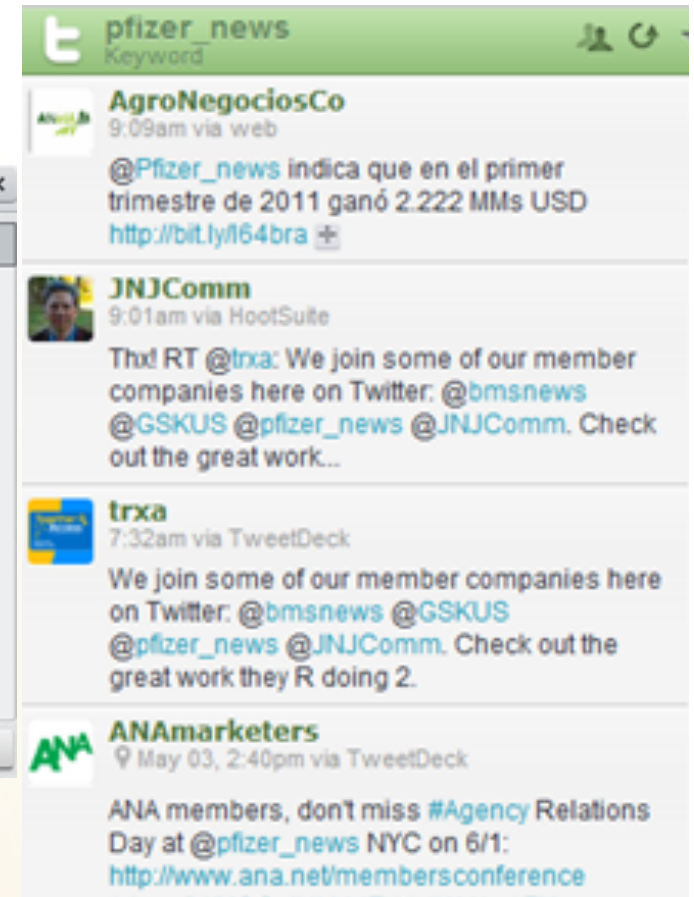 pfizer_news
Keyword
AgroNegociosCo
9:09am via web
@Pfizer_news indica que en el primer
trimestre de 2011 ganó 2.222 MMs USD
http://bit.ly/l64bra
JNJComm
9:01am via HootSuite
Thx! RT @trxa: We join some of our member
companies here on Twitter: @bmsnews
@GSKUS @pfizer_news @JNJComm. Check
out the great work...
trxa
7:32am via TweetDeck
We join some of our member companies here
on Twitter: @bmsnews @GSKUS
@pfizer_news @JNJComm. Check out the
great work they R doing 2.
ANA
ANAmarketers
May 03, 2:40pm via TweetDeck
ANA members, don't miss #Agency Relations
Day at @pfizer_news NYC on 6/1:
http://www.ana.net/membersconference